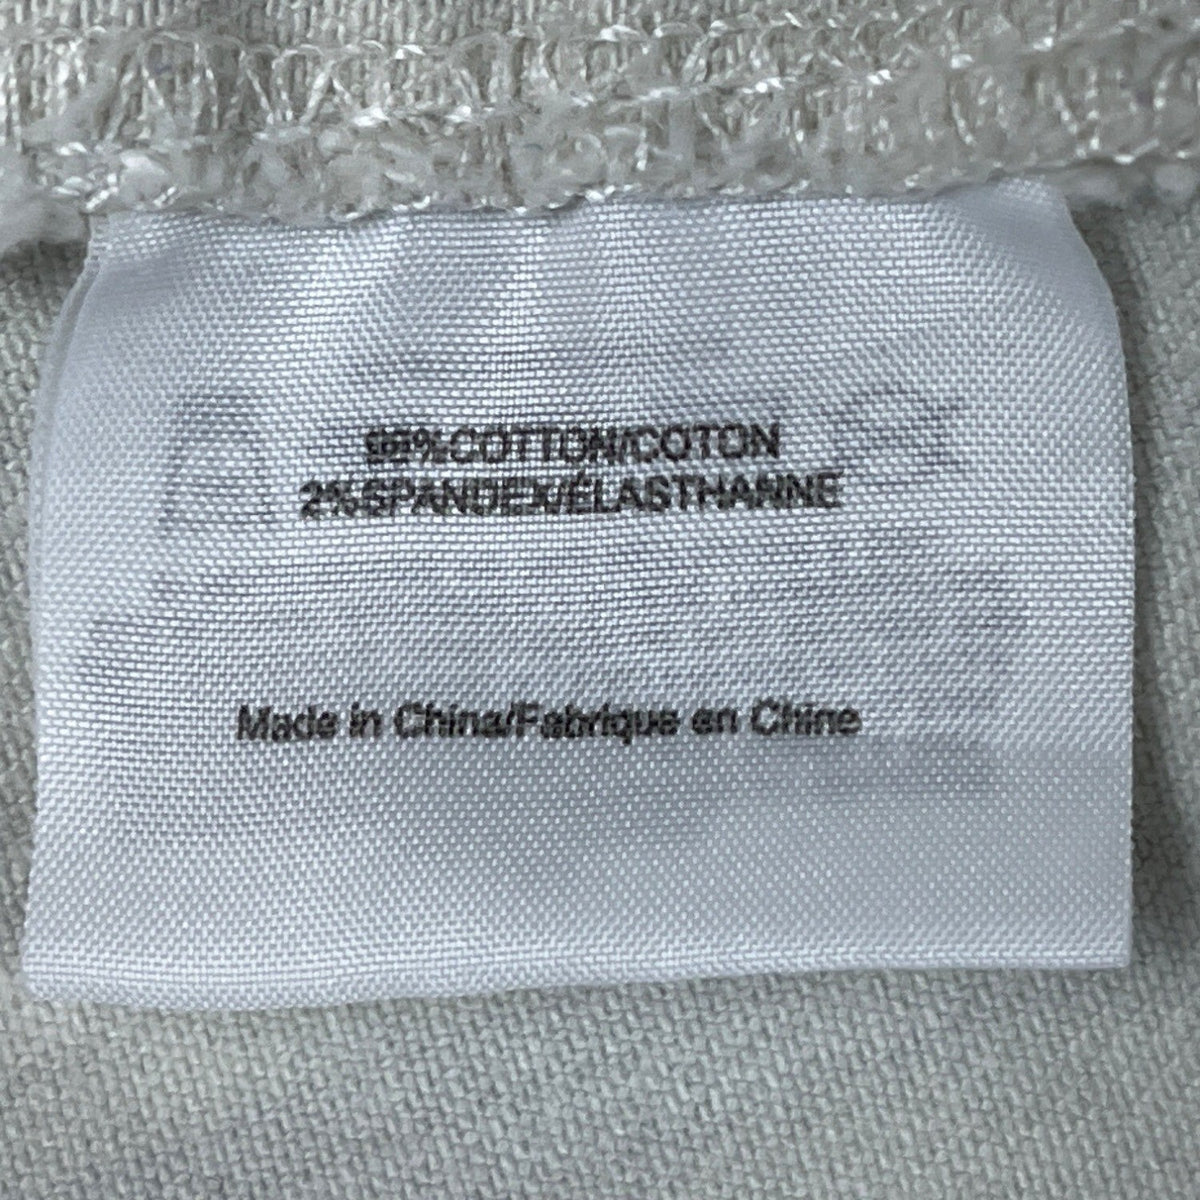 98%COTTON/COTON
2%SPANDEX/ÉLASTHANNE
Made in China/Fabrique en Chine